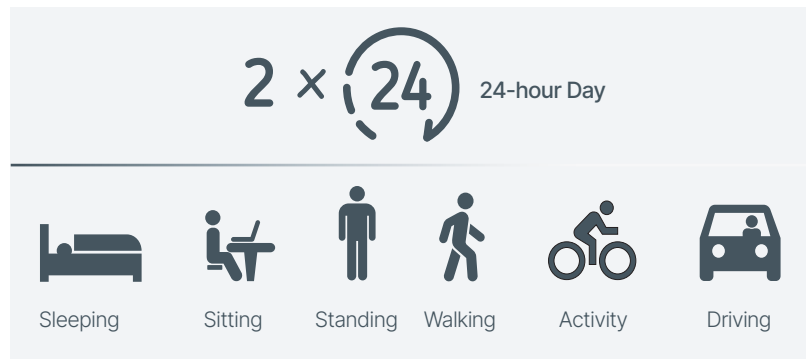 2 × 24 24-hour Day
Sleeping Sitting Standing Walking Activity Driving